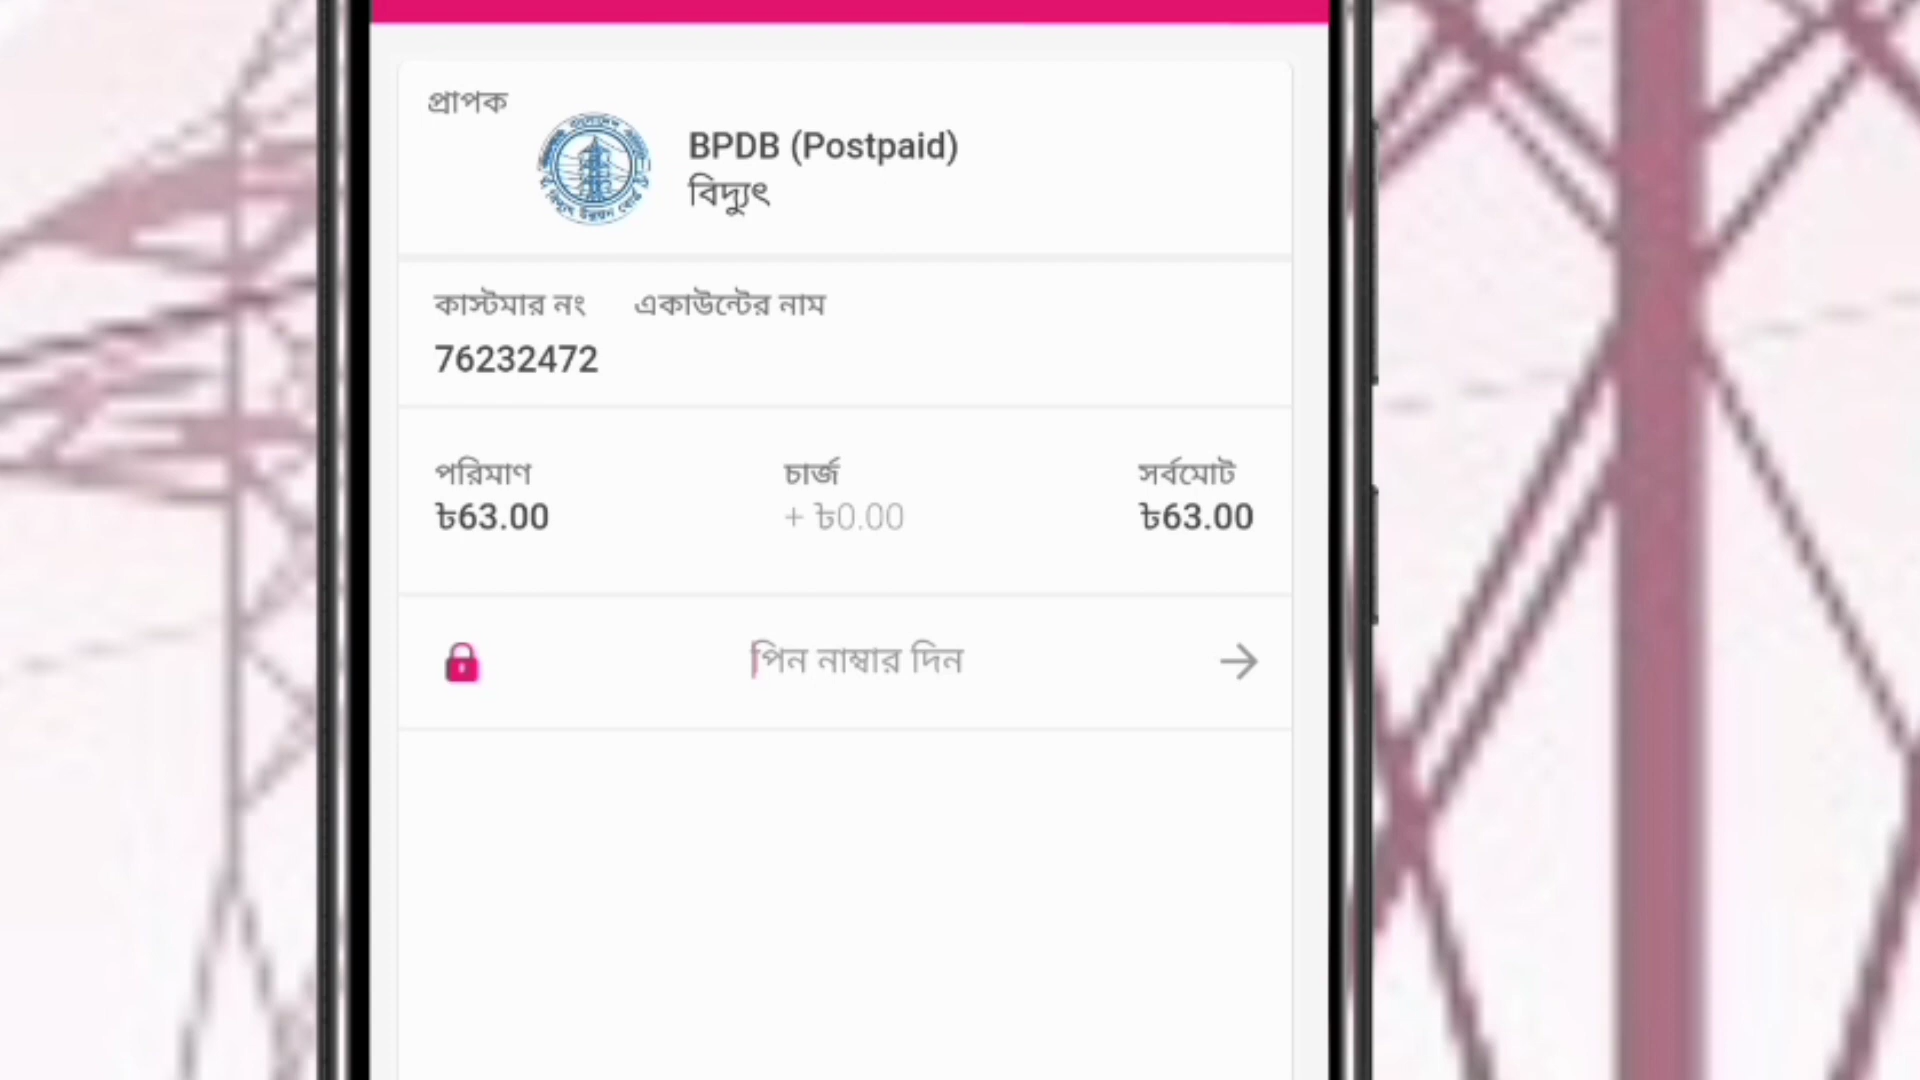 প্রাপক
BPDB (Postpaid)
বিদ্যুৎ
কাস্টমার নং একাউন্টের নাম
76232472
পরিমাণ চার্জ সর্বমোট
৳63.00 + ৳0.00 ৳63.00
পিন নাম্বার দিন